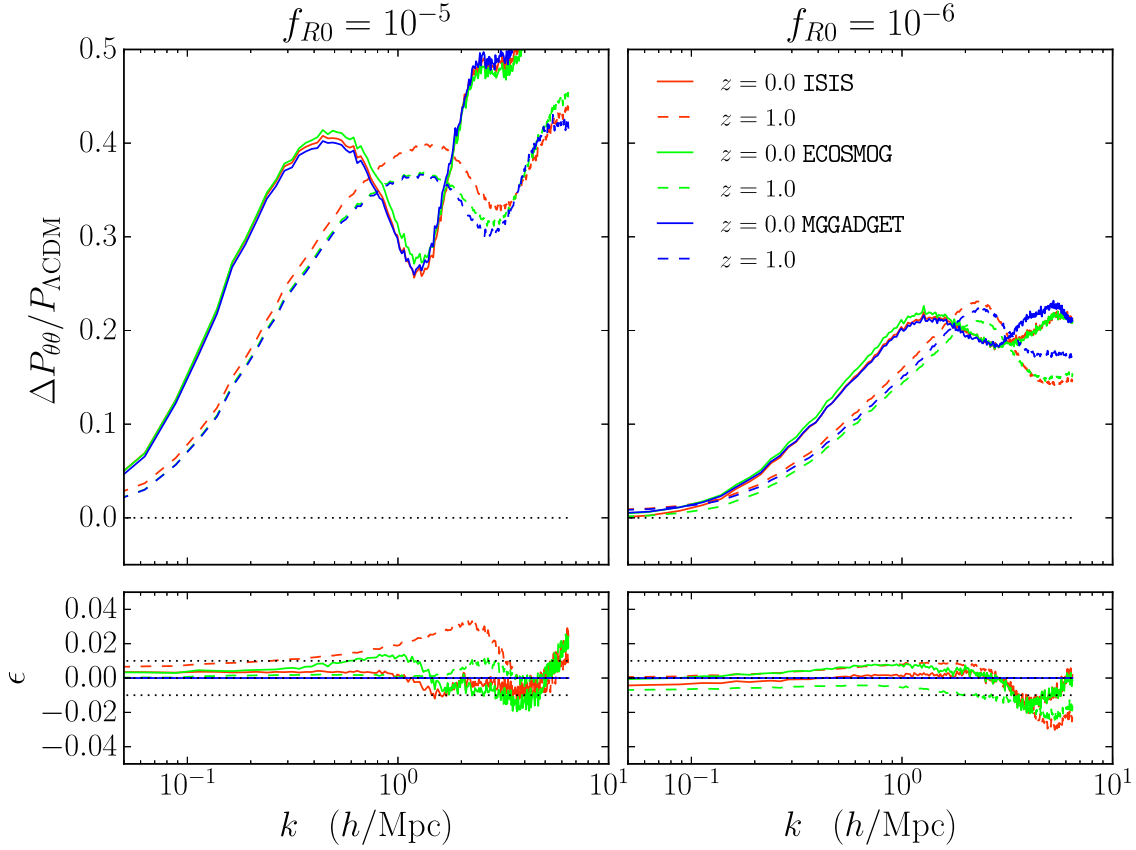 f_{R0} = 10^{-5}
f_{R0} = 10^{-6}
ΔP_{θθ}/P_{ΛCDM}
0.5
0.4
0.3
0.2
0.1
0.0
z = 0.0 ISIS
z = 1.0
z = 0.0 ECOSMOG
z = 1.0
z = 0.0 MGGADGET
z = 1.0
ϵ
0.04
0.02
0.00
−0.02
−0.04
10^{-1}
10^{0}
10^{1}
10^{-1}
10^{0}
10^{1}
k (h/Mpc)
k (h/Mpc)